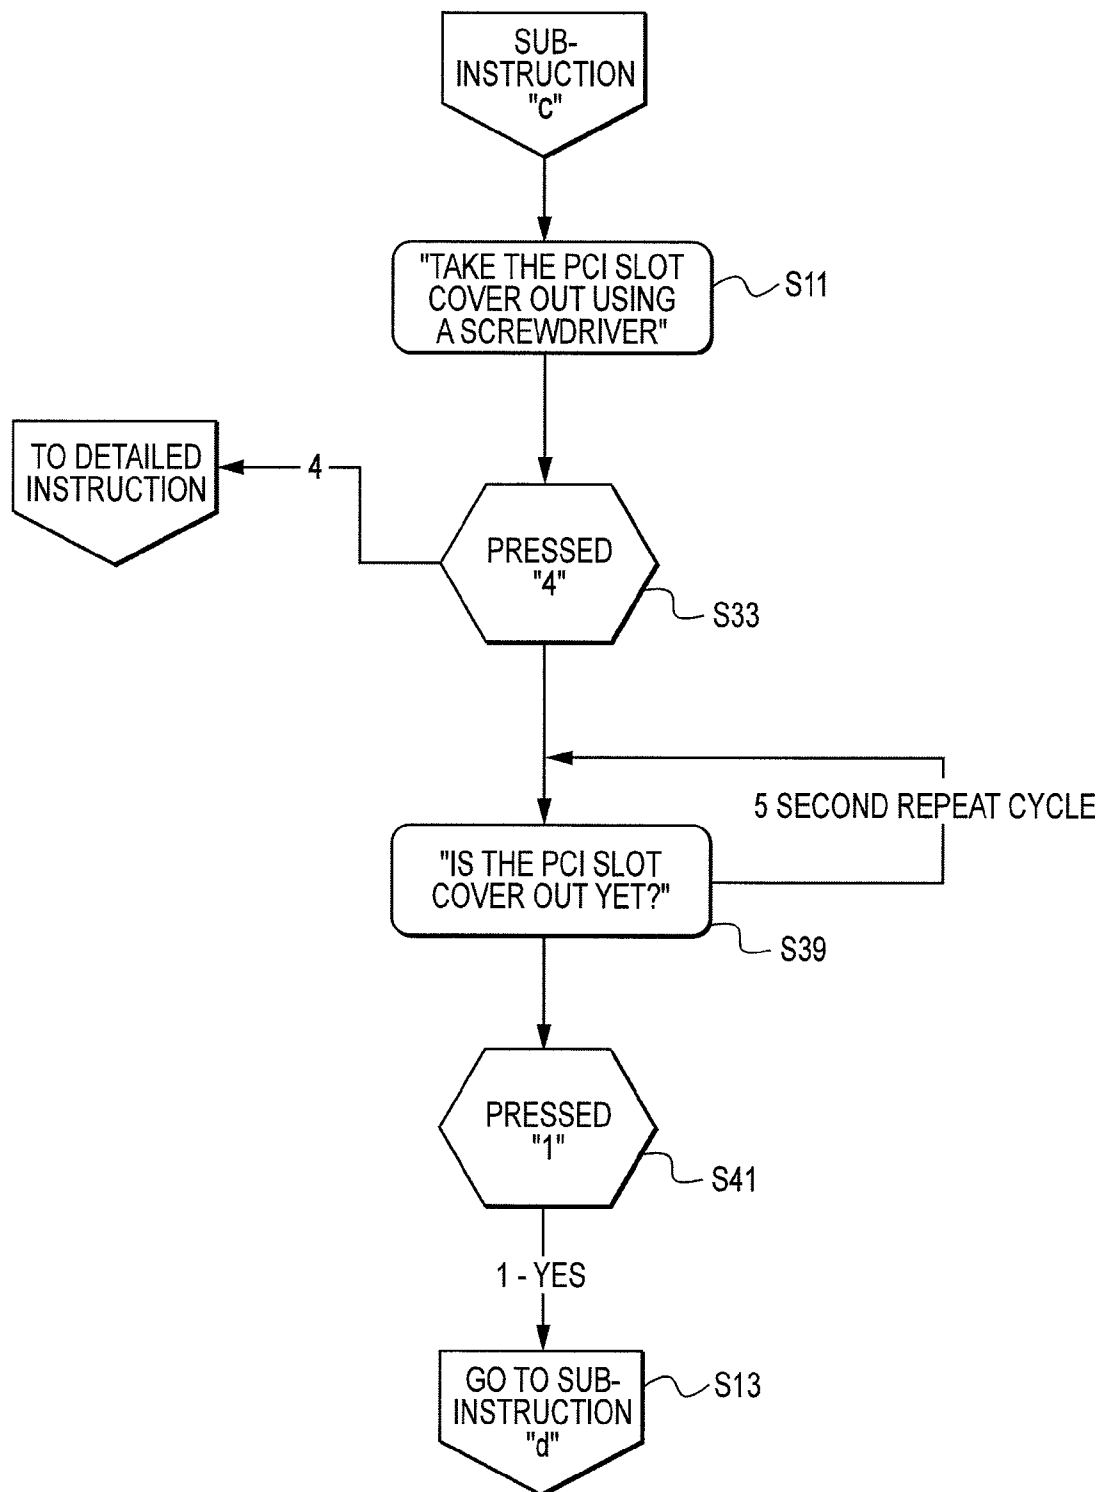 SUB-
INSTRUCTION
"c"
"TAKE THE PCI SLOT
COVER OUT USING
A SCREWDRIVER"
S11
TO DETAILED
INSTRUCTION
4
PRESSED
"4"
S33
5 SECOND REPEAT CYCLE
"IS THE PCI SLOT
COVER OUT YET?"
S39
PRESSED
"1"
S41
1 - YES
GO TO SUB-
INSTRUCTION
"d"
S13